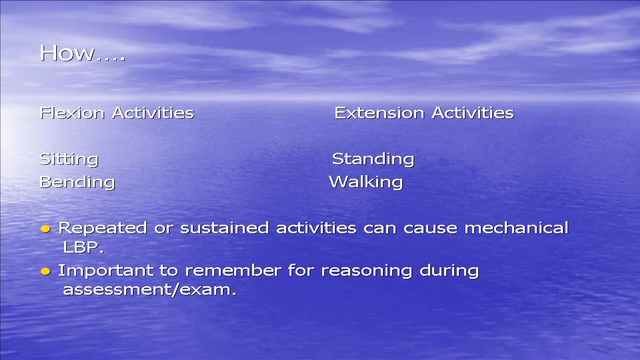 How....
Flexion Activities Extension Activities
Sitting Standing
Bending Walking
Repeated or sustained activities can cause mechanical
LBP.
Important to remember for reasoning during
assessment/exam.